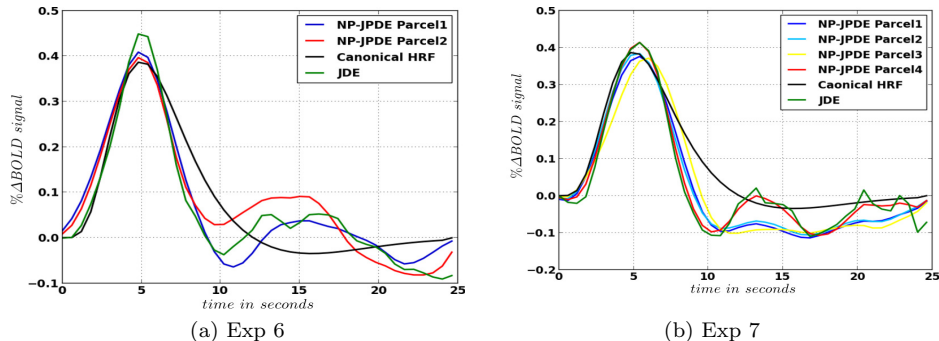 %ΔBOLD signal
0.5
0.4
0.3
0.2
0.1
0.0
−0.1
0 5 10 15 20 25
time in seconds
NP-JPDE Parcel1
NP-JPDE Parcel2
Canonical HRF
JDE
(a) Exp 6
%ΔBOLD signal
0.5
0.4
0.3
0.2
0.1
0.0
−0.1
−0.2
0 5 10 15 20 25
time in seconds
NP-JPDE Parcel1
NP-JPDE Parcel2
NP-JPDE Parcel3
NP-JPDE Parcel4
Caonical HRF
JDE
(b) Exp 7